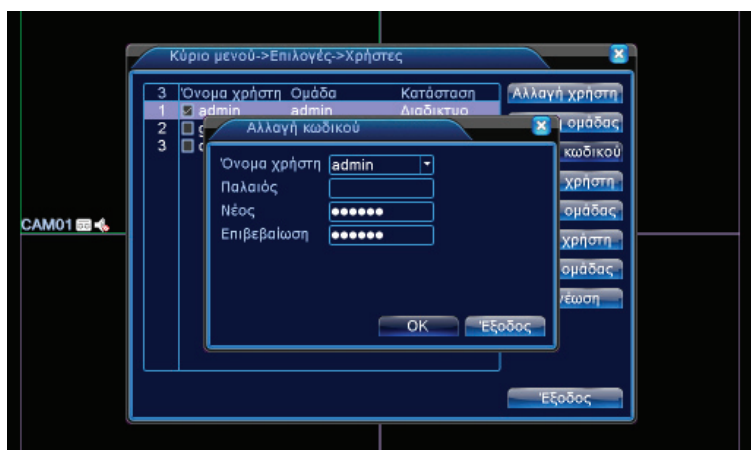 Κύριο μενού->Επιλογές->Χρήστες
3 Όνομα χρήστη Ομάδα Κατάσταση
1 admin admin Διαδικτυο
2
3
Αλλαγή χρήστη
ομάδας
κωδικού
χρήστη
ομάδας
χρήστη
ομάδας
Αλλαγή κωδικού
Όνομα χρήστη admin
Παλαιός
Νέος ●●●●●●
Επιβεβαίωση ●●●●●●
OK Έξοδος
Έξοδος
CAM01